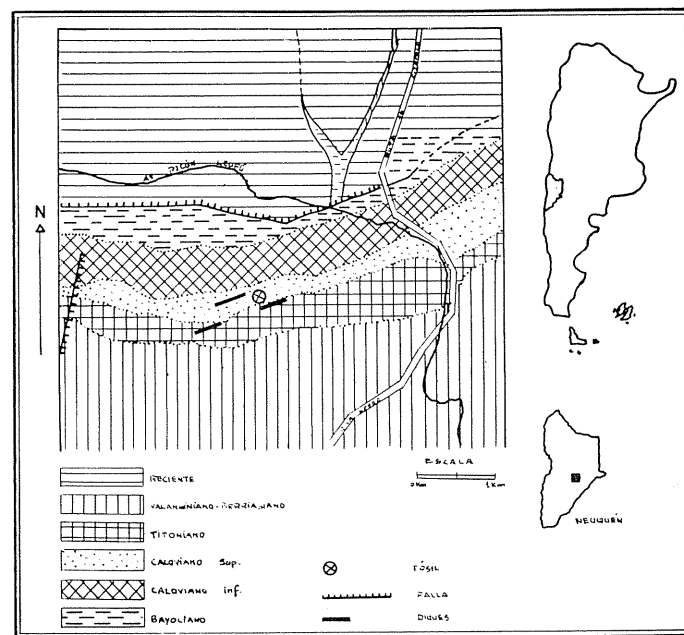 N
Aº PICÚN LEUFÚ
ESCALA
0 Km 1 Km
RECIENTE
VALANGINIANO-BERRIASIANO
TITONIANO
CALOVIANO Sup.
CALOVIANO inf.
BAYOCIANO
FÓSIL
FALLA
DIQUES
NEUQUÉN